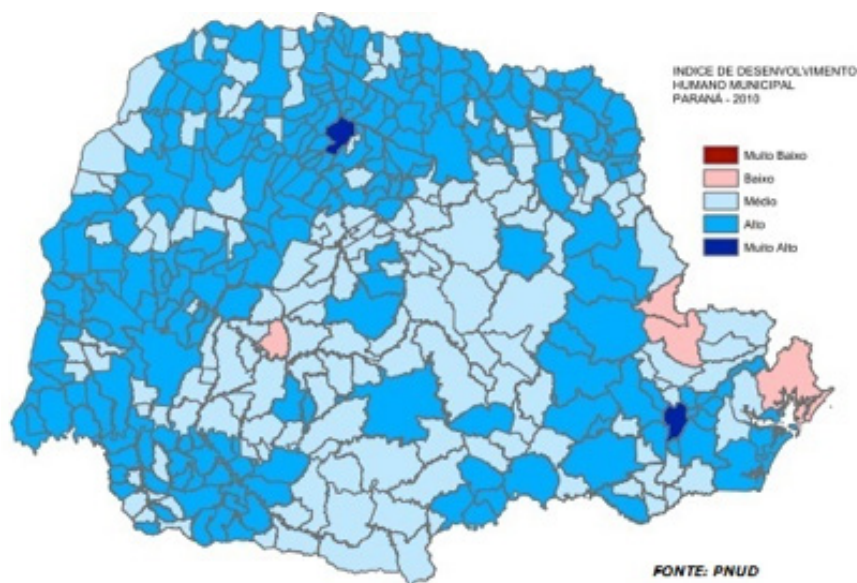 INDICE DE DESENVOLVIMENTO
HUMANO MUNICIPAL
PARANÁ - 2010
Muito Baixo
Baixo
Médio
Alto
Muito Alto
FONTE: PNUD